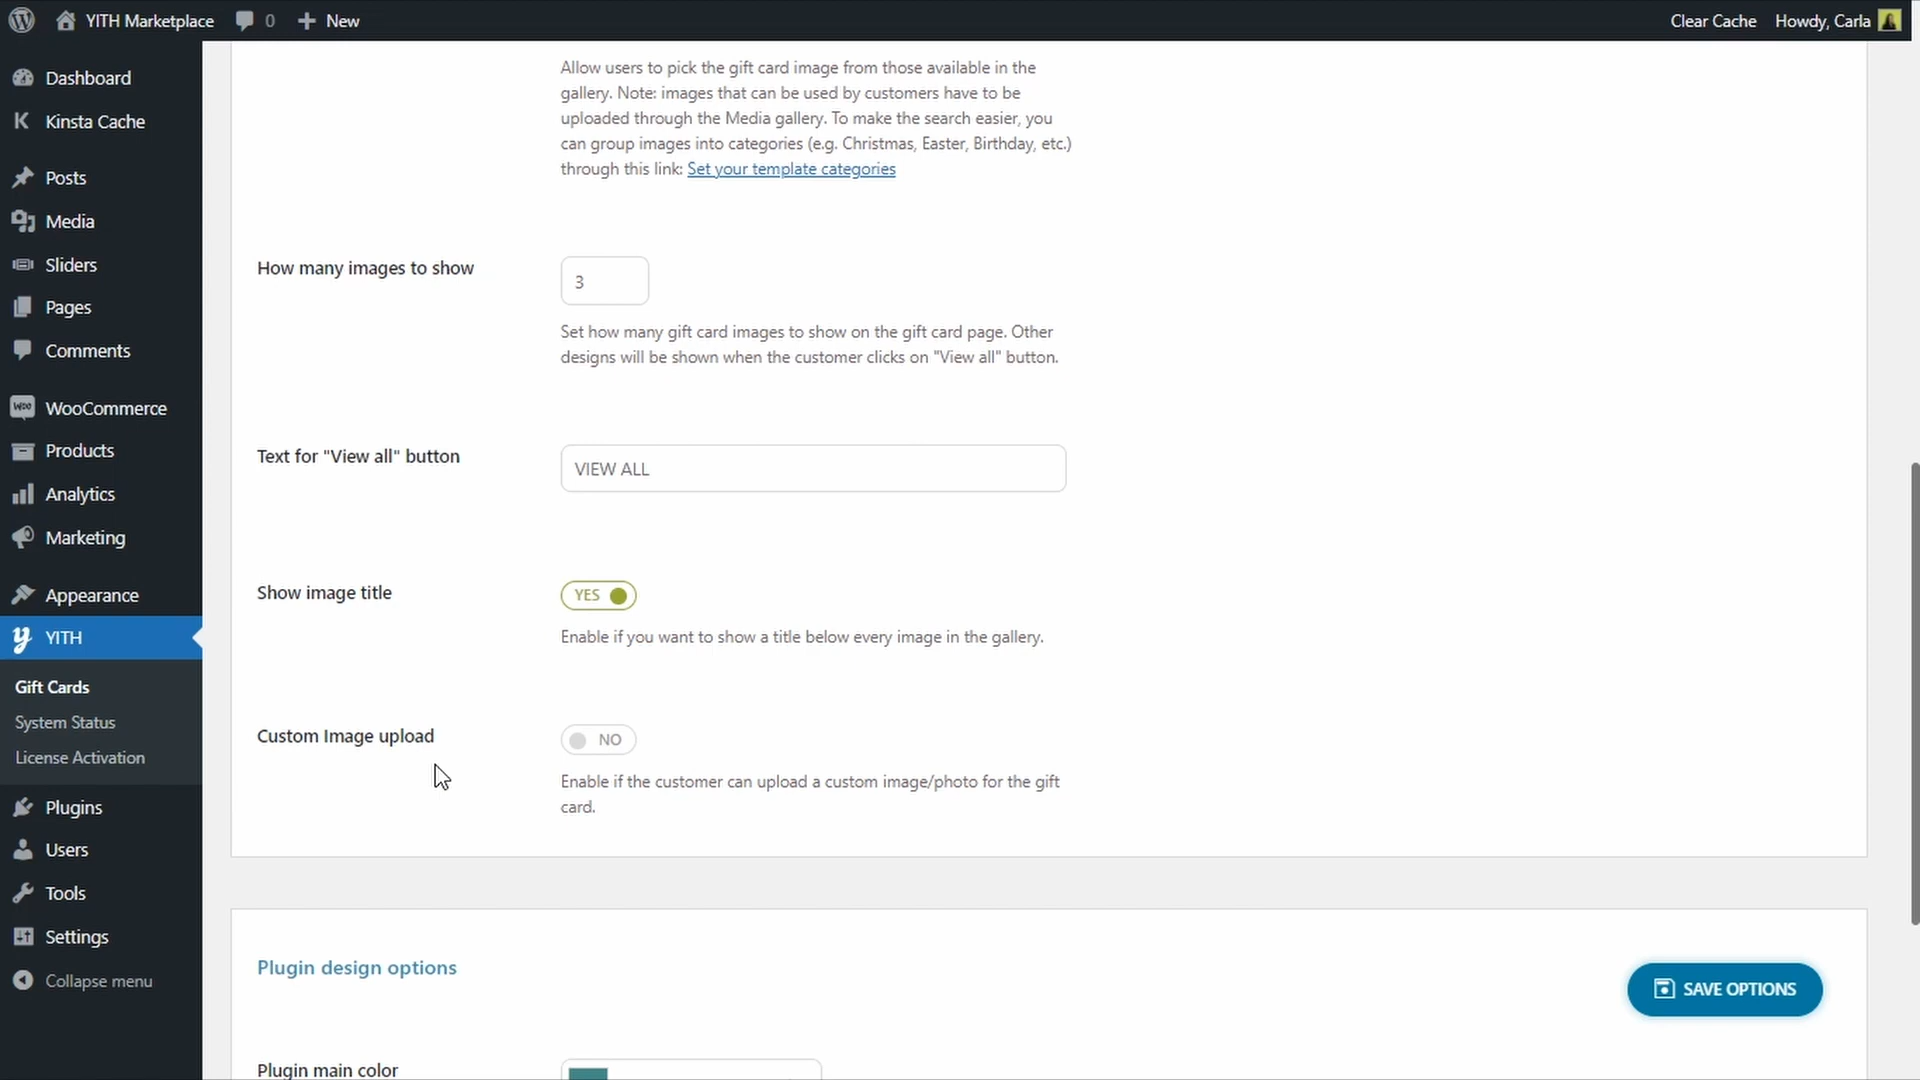 YITH Marketplace
0
New
Clear Cache
Howdy, Carla
Dashboard
Kinsta Cache
Posts
Media
Sliders
Pages
Comments
WooCommerce
Products
Analytics
Marketing
Appearance
YITH
Gift Cards
System Status
License Activation
Plugins
Users
Tools
Settings
Collapse menu
Allow users to pick the gift card image from those available in the
gallery. Note: images that can be used by customers have to be
uploaded through the Media gallery. To make the search easier, you
can group images into categories (e.g. Christmas, Easter, Birthday, etc.)
through this link: Set your template categories
How many images to show
3
Set how many gift card images to show on the gift card page. Other
designs will be shown when the customer clicks on "View all" button.
Text for "View all" button
VIEW ALL
Show image title
YES
Enable if you want to show a title below every image in the gallery.
Custom Image upload
NO
Enable if the customer can upload a custom image/photo for the gift
card.
Plugin design options
SAVE OPTIONS
Plugin main color